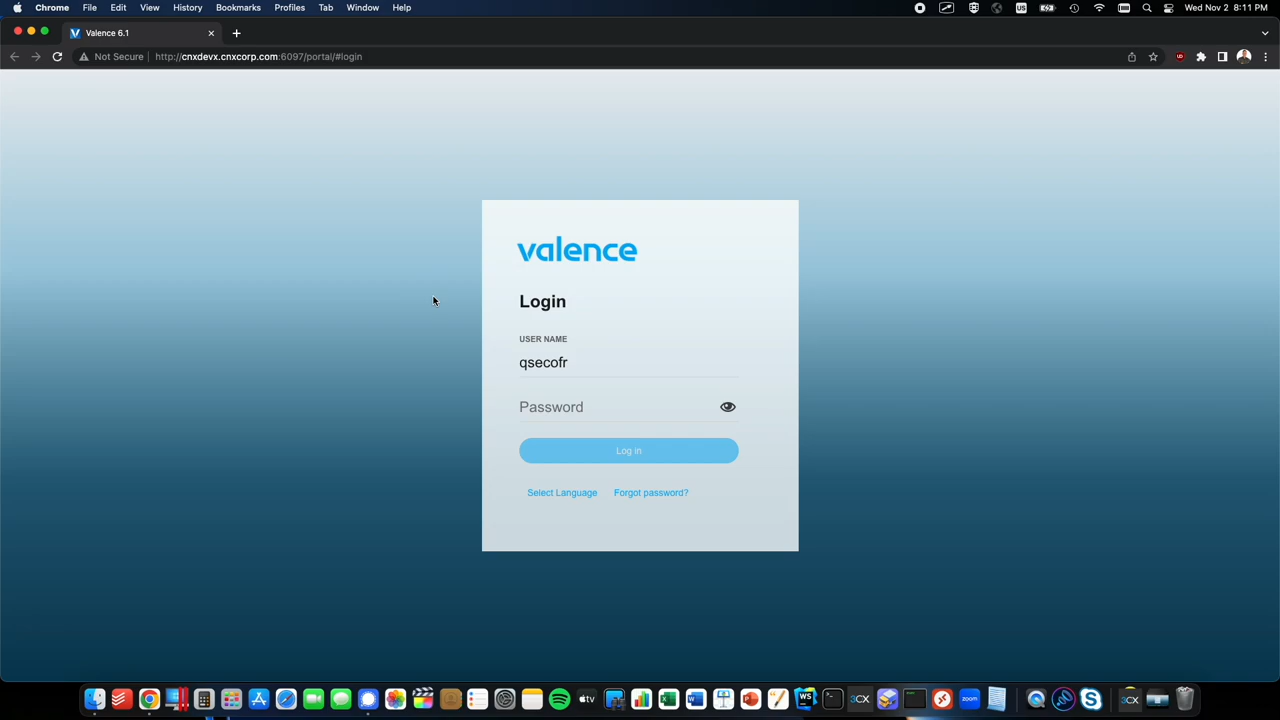 Chrome File Edit View History Bookmarks Profiles Tab Window Help Wed Nov 2 8:11 PM
Valence 6.1
Not Secure http://cnxdevx.cnxcorp.com:6097/portal/#login
valence
Login
USER NAME
qsecofr
Password
Log in
Select Language Forgot password?